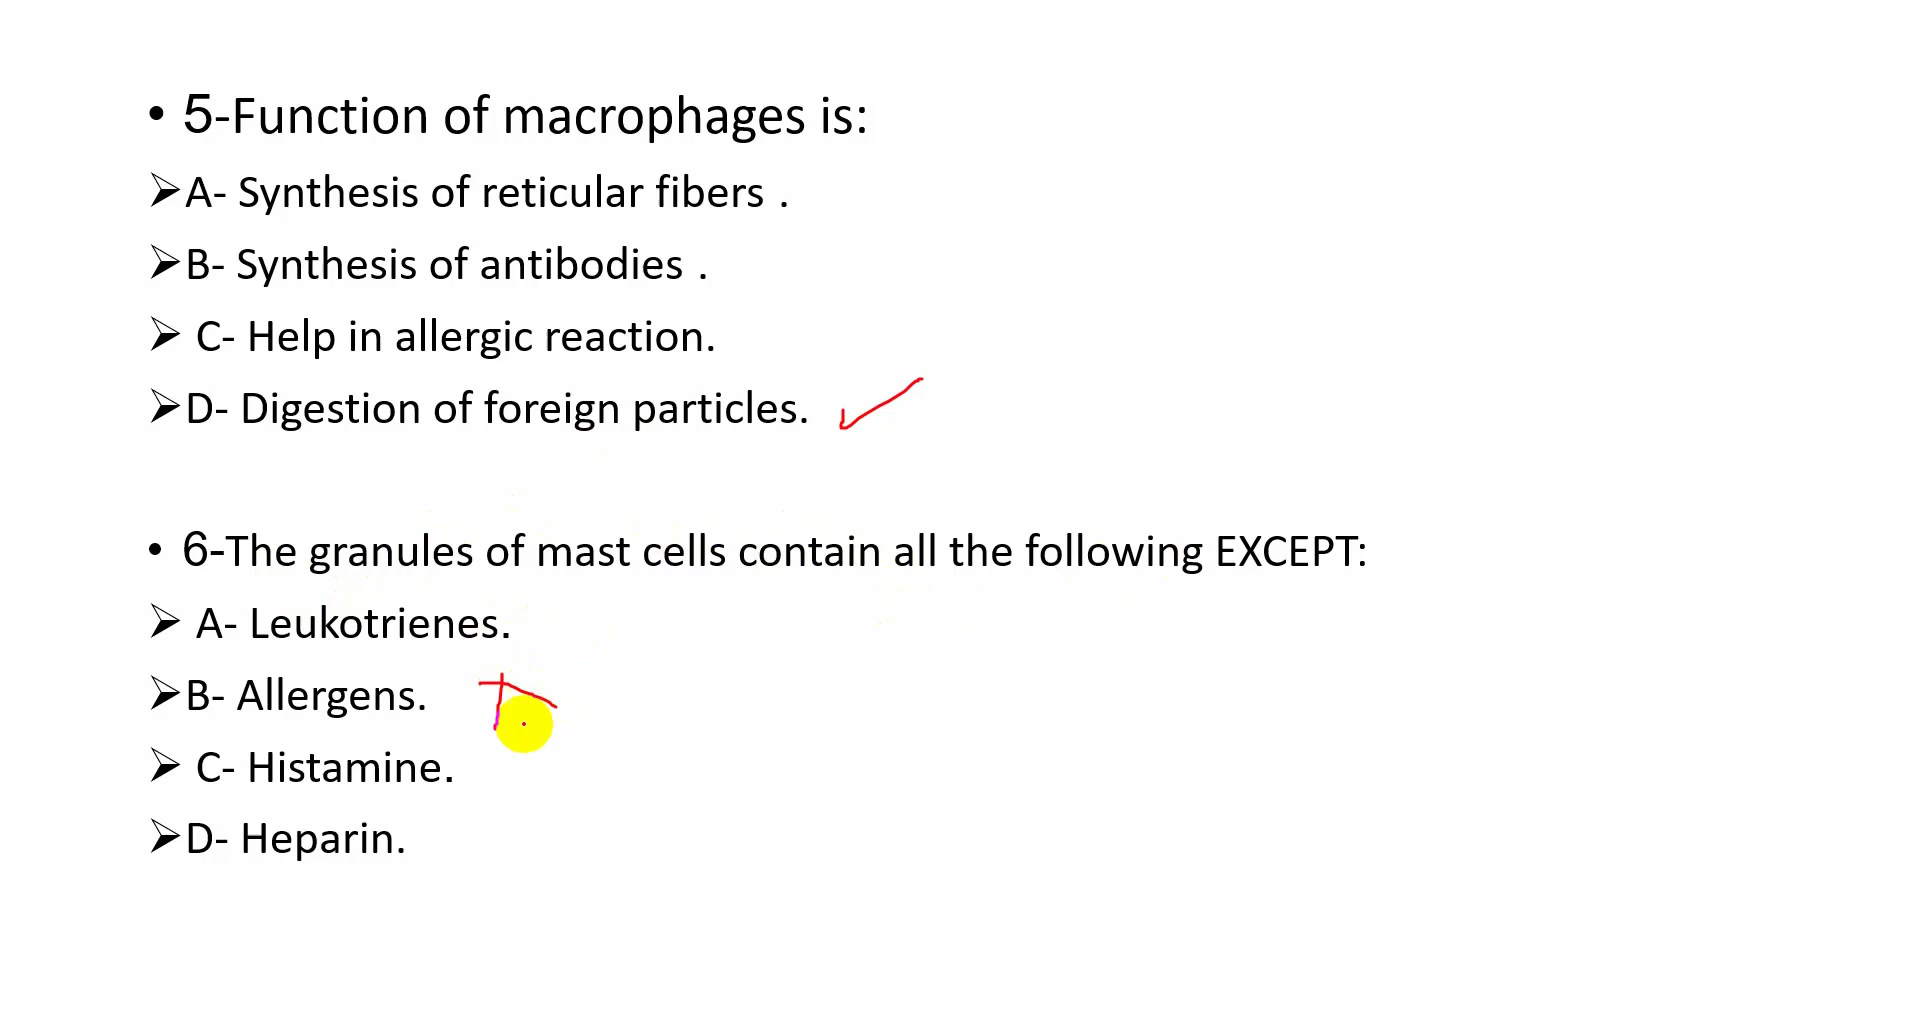 • 5-Function of macrophages is:
➢A- Synthesis of reticular fibers .
➢B- Synthesis of antibodies .
➢ C- Help in allergic reaction.
➢D- Digestion of foreign particles.
• 6-The granules of mast cells contain all the following EXCEPT:
➢ A- Leukotrienes.
➢B- Allergens.
➢ C- Histamine.
➢D- Heparin.